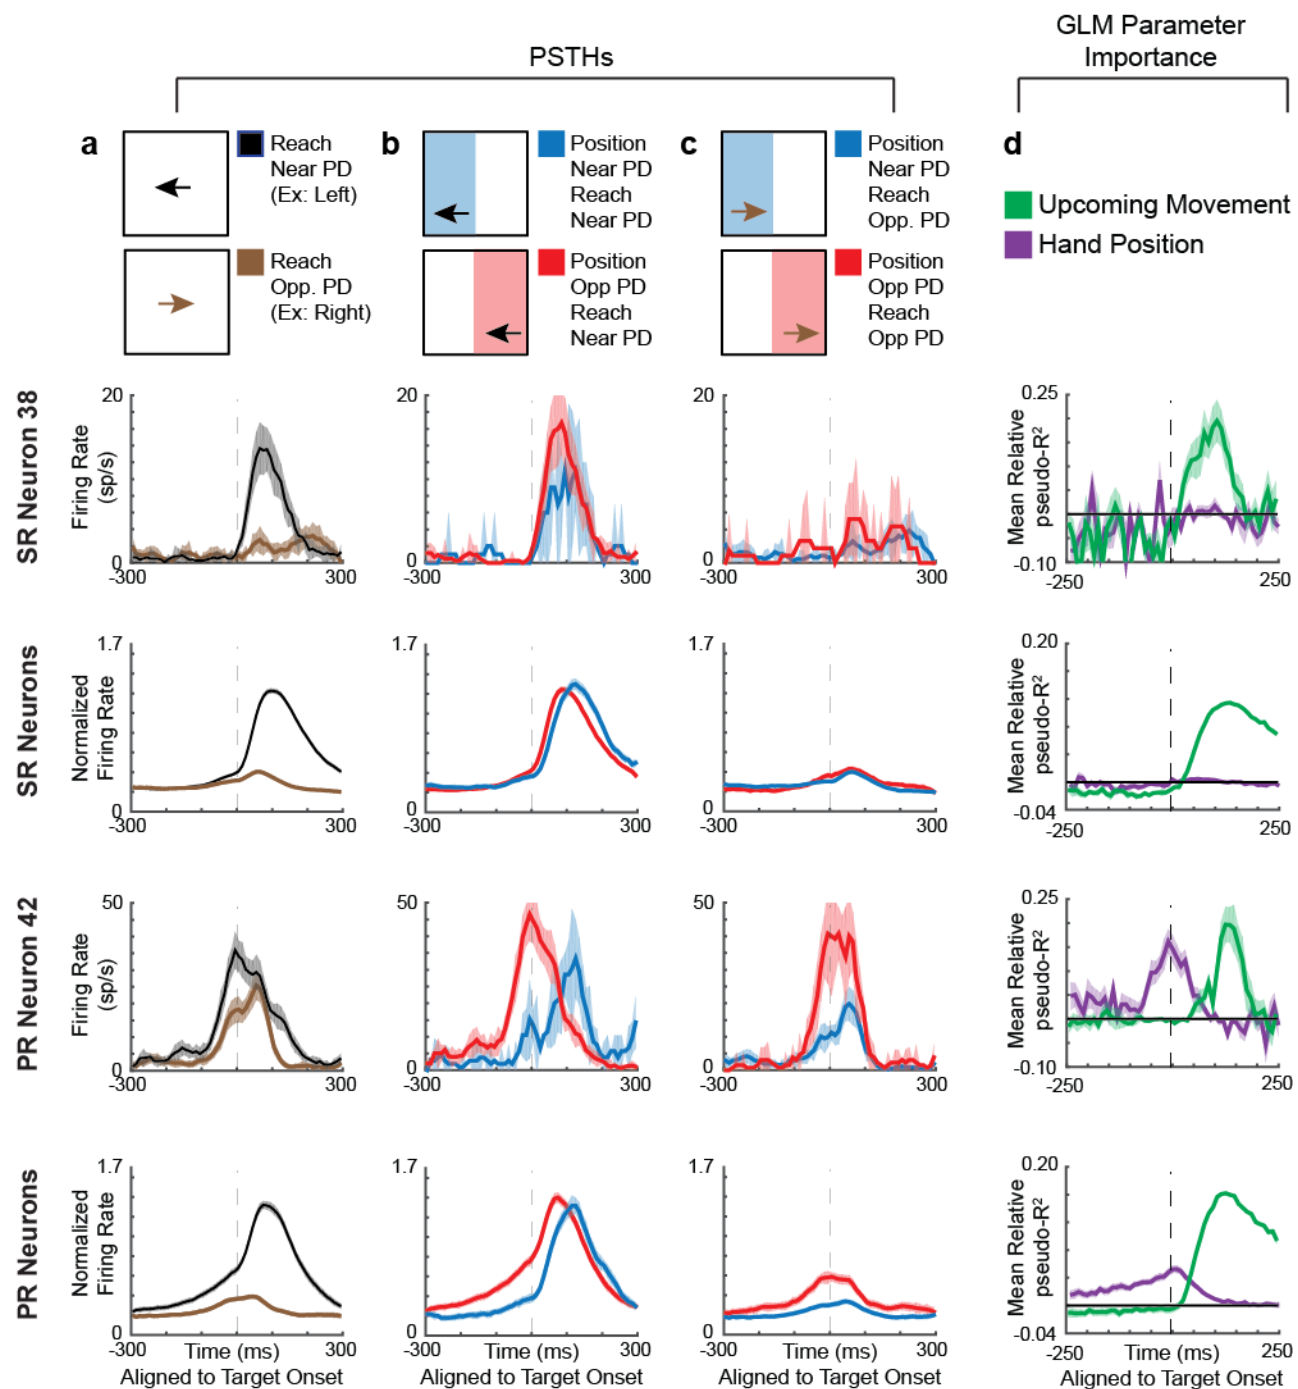 GLM Parameter
Importance
PSTHs
a
Reach
Near PD
(Ex: Left)
Reach
Opp. PD
(Ex: Right)
b
Position
Near PD
Reach
Near PD
Position
Opp PD
Reach
Near PD
c
Position
Near PD
Reach
Opp. PD
Position
Opp PD
Reach
Opp PD
d
Upcoming Movement
Hand Position
SR Neuron 38
Firing Rate
(sp/s)
20
0
-300
300
20
0
-300
300
20
0
-300
300
Mean Relative
pseudo-R²
0.25
-0.10
-250
250
SR Neurons
Normalized
Firing Rate
1.7
0
-300
300
1.7
0
-300
300
1.7
0
-300
300
Mean Relative
pseudo-R²
0.20
-0.04
-250
250
PR Neuron 42
Firing Rate
(sp/s)
50
0
-300
300
50
0
-300
300
50
0
-300
300
Mean Relative
pseudo-R²
0.25
-0.10
-250
250
PR Neurons
Normalized
Firing Rate
1.7
0
-300
Time (ms)
300
Aligned to Target Onset
1.7
0
-300
Time (ms)
300
Aligned to Target Onset
1.7
0
-300
Time (ms)
300
Aligned to Target Onset
Mean Relative
pseudo-R²
0.20
-0.04
-250
Time (ms)
250
Aligned to Target Onset